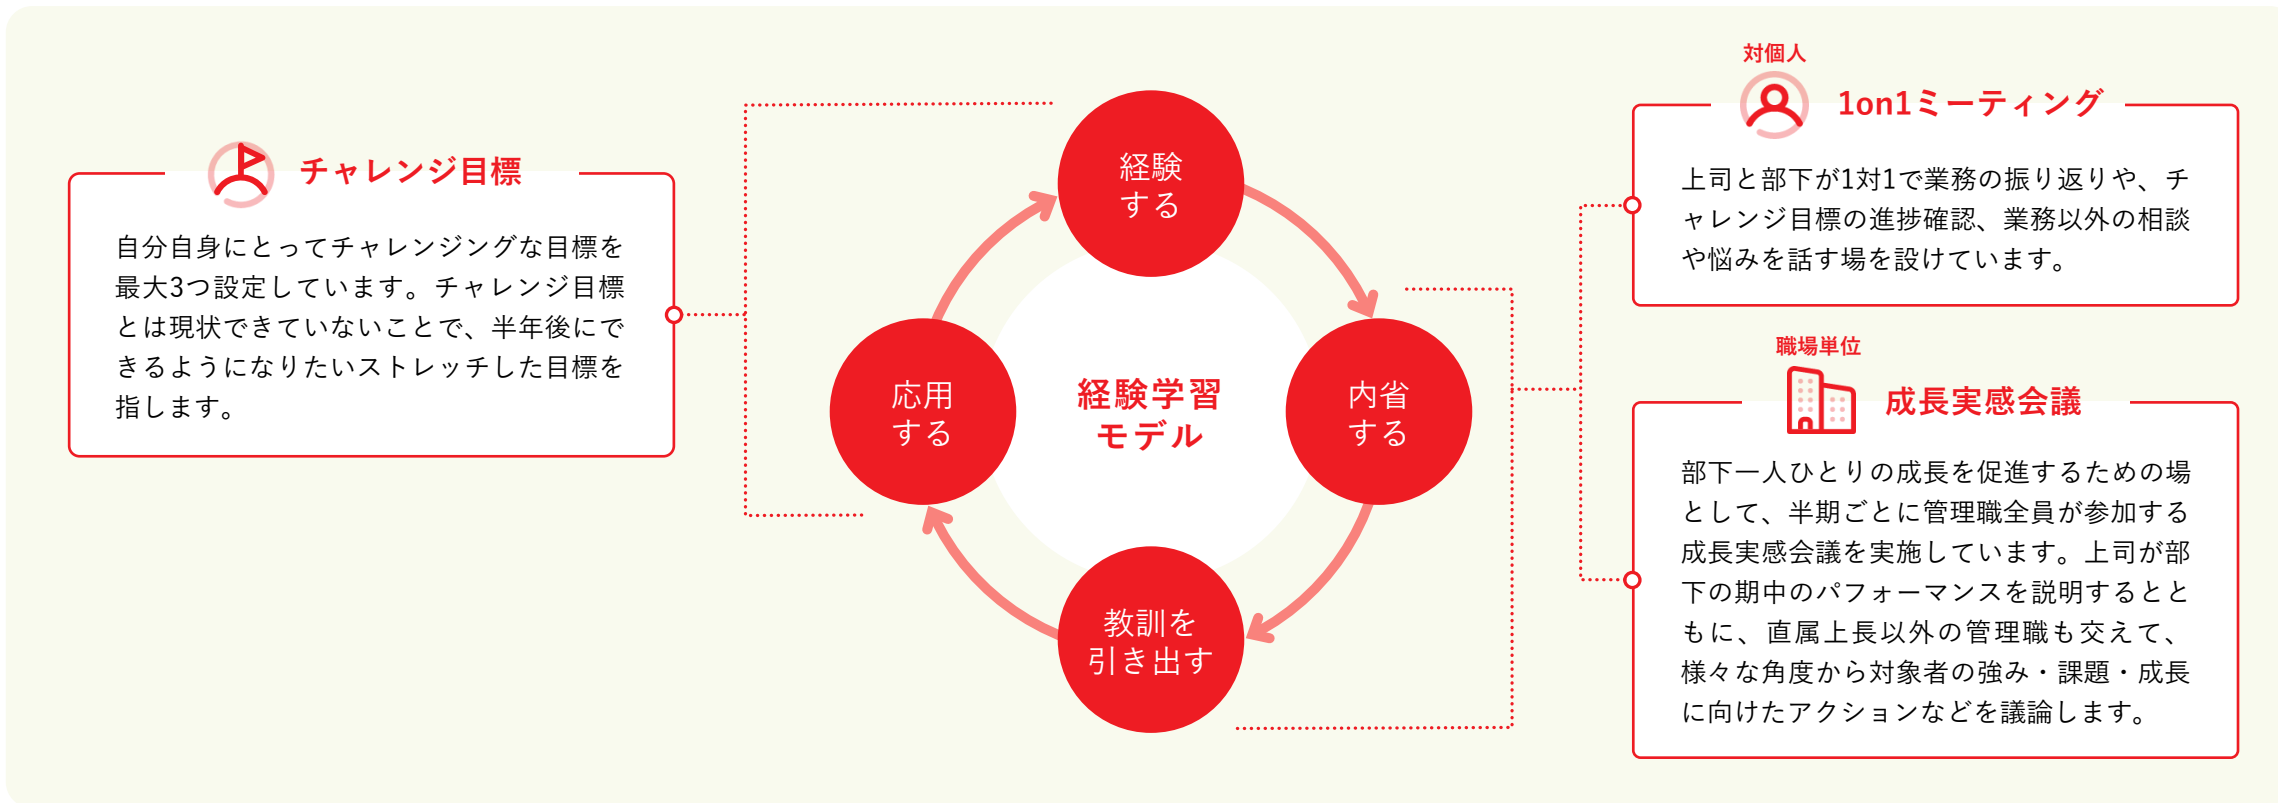 チャレンジ目標
自分自身にとってチャレンジングな目標を
最大3つ設定しています。チャレンジ目標
とは現状できていないことで、半年後にで
きるようになりたいストレッチした目標を
指します。
経験
する
内省
する
教訓を
引き出す
応用
する
経験学習
モデル
対個人
1on1ミーティング
上司と部下が1対1で業務の振り返りや、チ
ャレンジ目標の進捗確認、業務以外の相談
や悩みを話す場を設けています。
職場単位
成長実感会議
部下一人ひとりの成長を促進するための場
として、半期ごとに管理職全員が参加する
成長実感会議を実施しています。上司が部
下の期中のパフォーマンスを説明するとと
もに、直属上長以外の管理職も交えて、
様々な角度から対象者の強み・課題・成長
に向けたアクションなどを議論します。